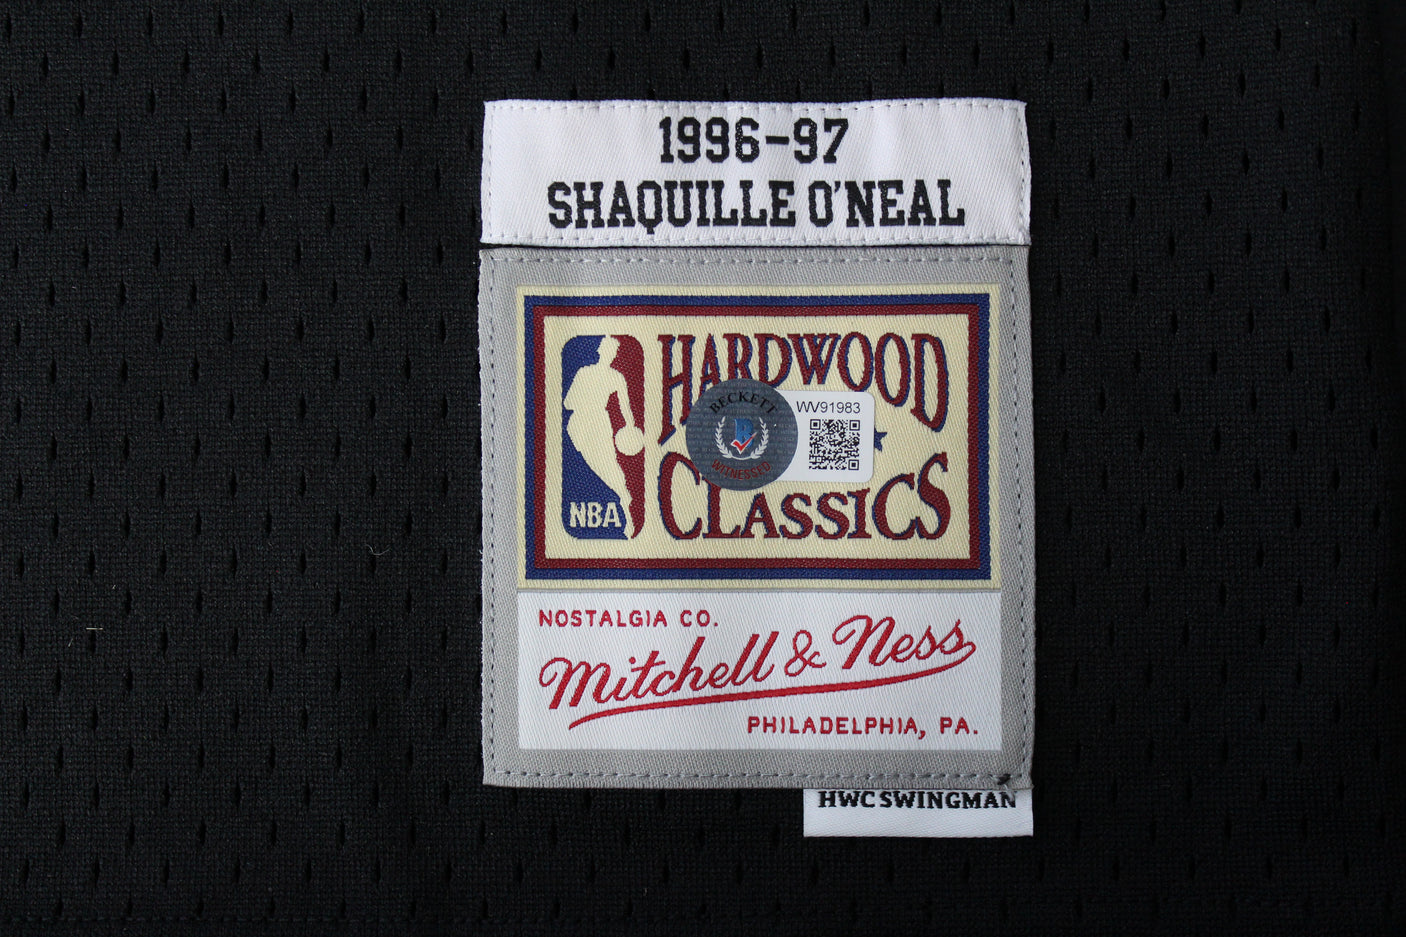 1996-97
SHAQUILLE O'NEAL
HARDWOOD
BECKETT
WV91983
B
WITNESSED
CLASSICS
NBA
NOSTALGIA CO.
Mitchell & Ness
PHILADELPHIA, PA.
HWC SWINGMAN